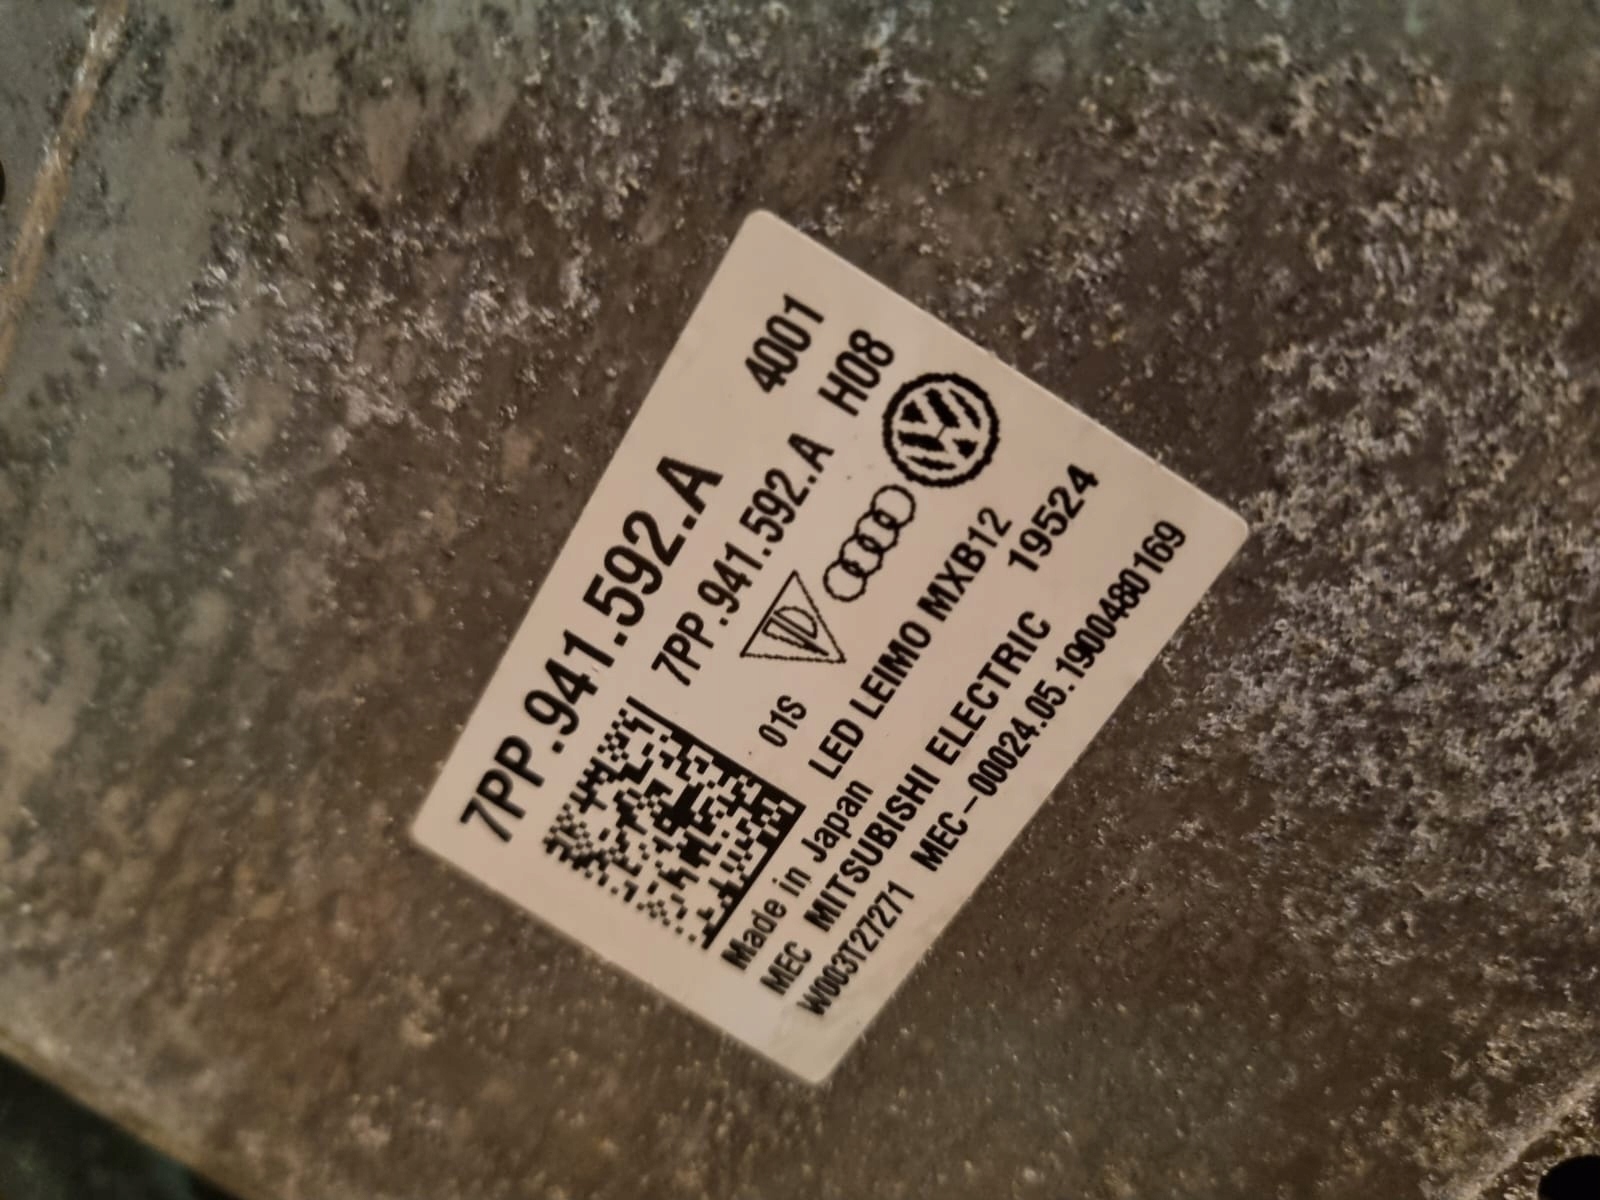 7PP.941.592.A 4001
7PP.941.592.A H08
01S
LED LEIMO MXB12
Made in Japan 19524
MEC MITSUBISHI ELECTRIC
W003T27271 MEC-00024.05.1900480169